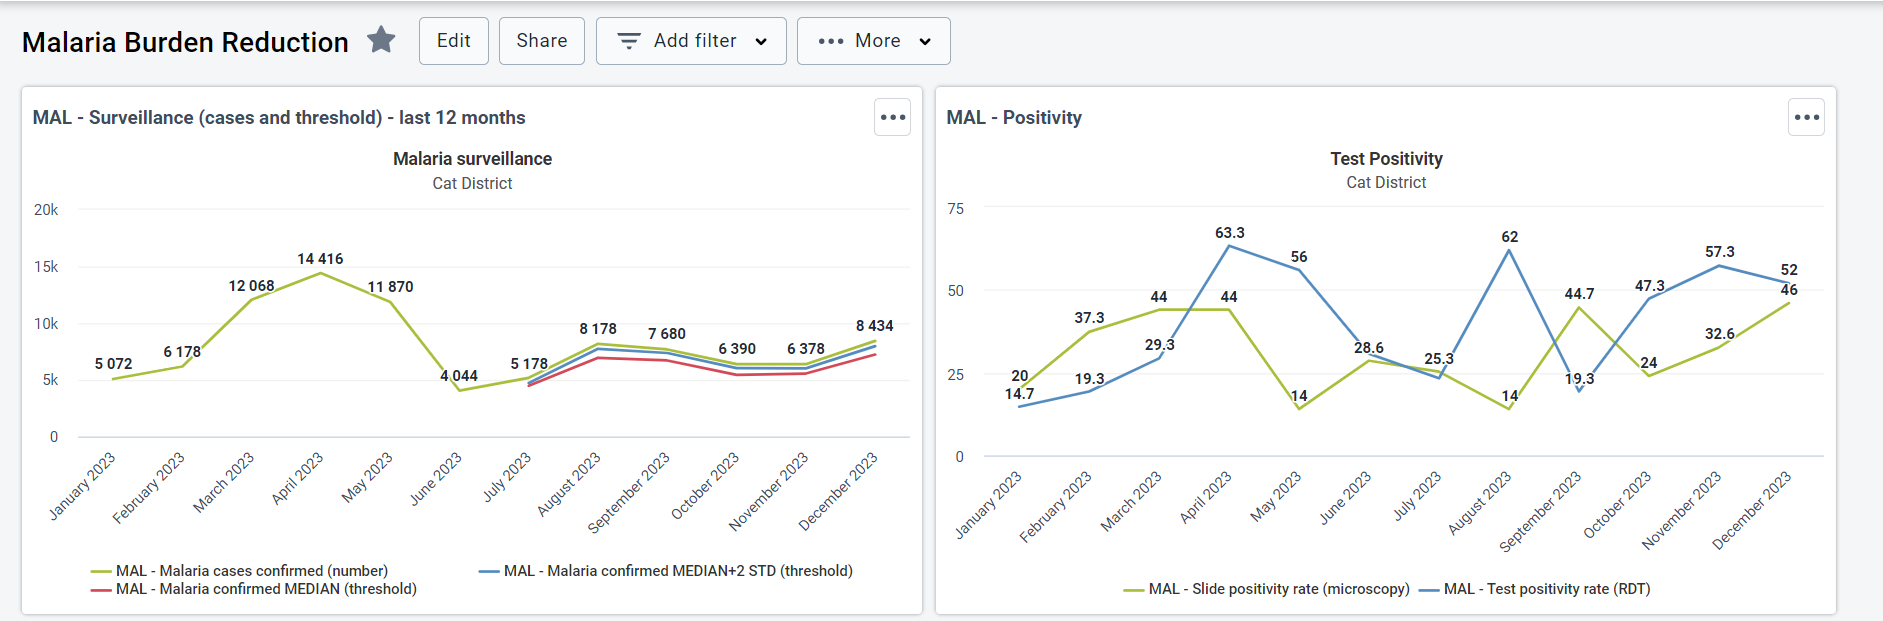 Malaria Burden Reduction
Edit
Share
Add filter
More
MAL - Surveillance (cases and threshold) - last 12 months
Malaria surveillance
Cat District
20k
15k
10k
5k
0
5 072
6 178
12 068
14 416
11 870
4 044
5 178
8 178
7 680
6 390
6 378
8 434
January 2023
February 2023
March 2023
April 2023
May 2023
June 2023
July 2023
August 2023
September 2023
October 2023
November 2023
December 2023
MAL - Malaria cases confirmed (number)
MAL - Malaria confirmed MEDIAN+2 STD (threshold)
MAL - Malaria confirmed MEDIAN (threshold)
MAL - Positivity
Test Positivity
Cat District
75
50
25
0
20
14.7
37.3
19.3
44
29.3
63.3
44
56
14
28.6
25.3
62
14
44.7
19.3
47.3
24
57.3
32.6
52
46
January 2023
February 2023
March 2023
April 2023
May 2023
June 2023
July 2023
August 2023
September 2023
October 2023
November 2023
December 2023
MAL - Slide positivity rate (microscopy)
MAL - Test positivity rate (RDT)